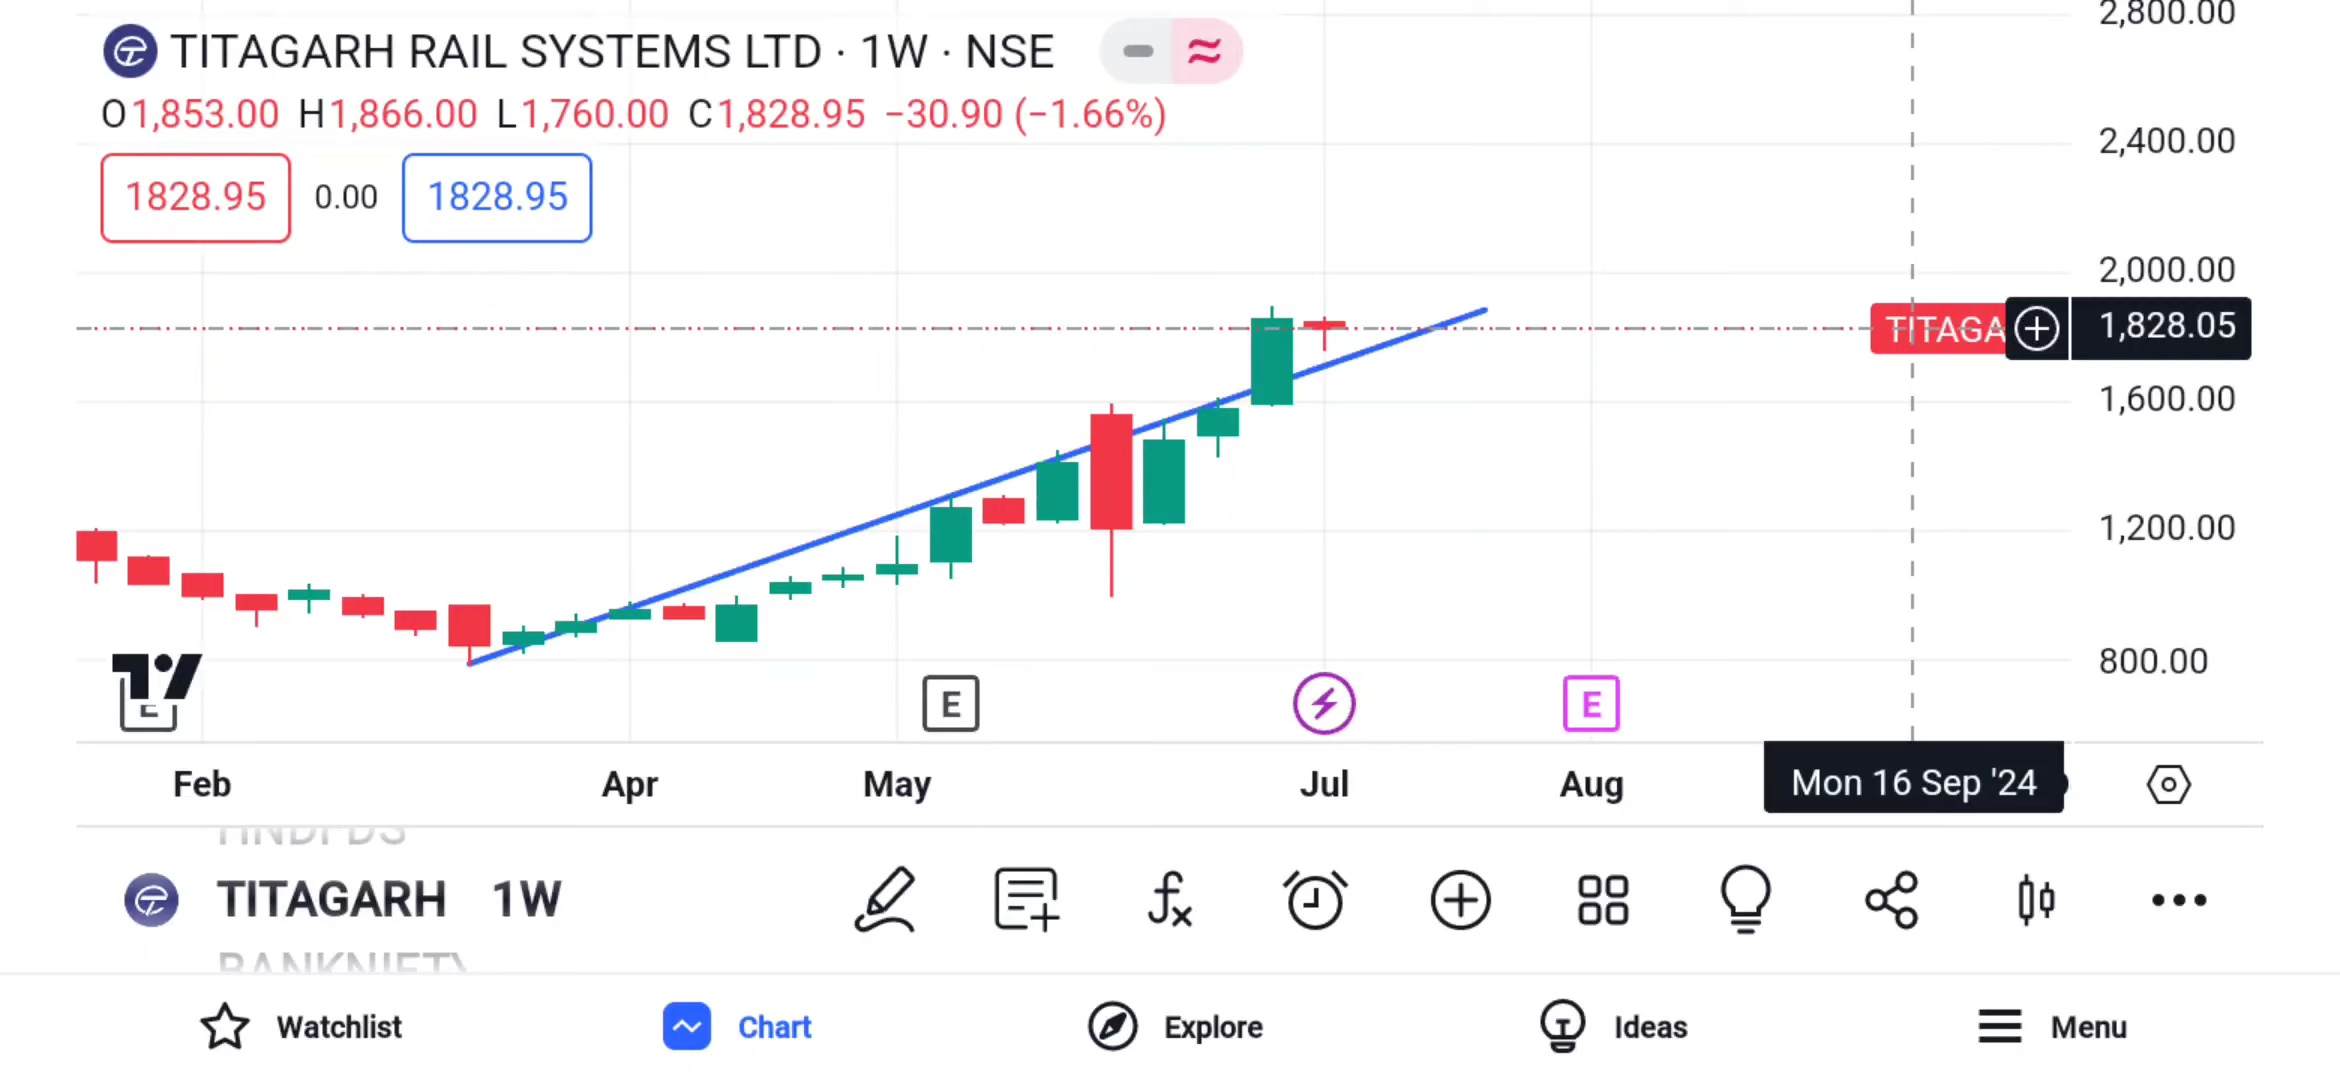 2,800.00
TITAGARH RAIL SYSTEMS LTD · 1W · NSE
O1,853.00 H1,866.00 L1,760.00 C1,828.95 −30.90 (−1.66%)
2,400.00
1828.95 0.00 1828.95
2,000.00
TITAGA 1,828.05
1,600.00
1,200.00
800.00
E E E
Feb Apr May Jul Aug Mon 16 Sep '24
TITAGARH 1W
BANKNIFTY
Watchlist Chart Explore Ideas Menu